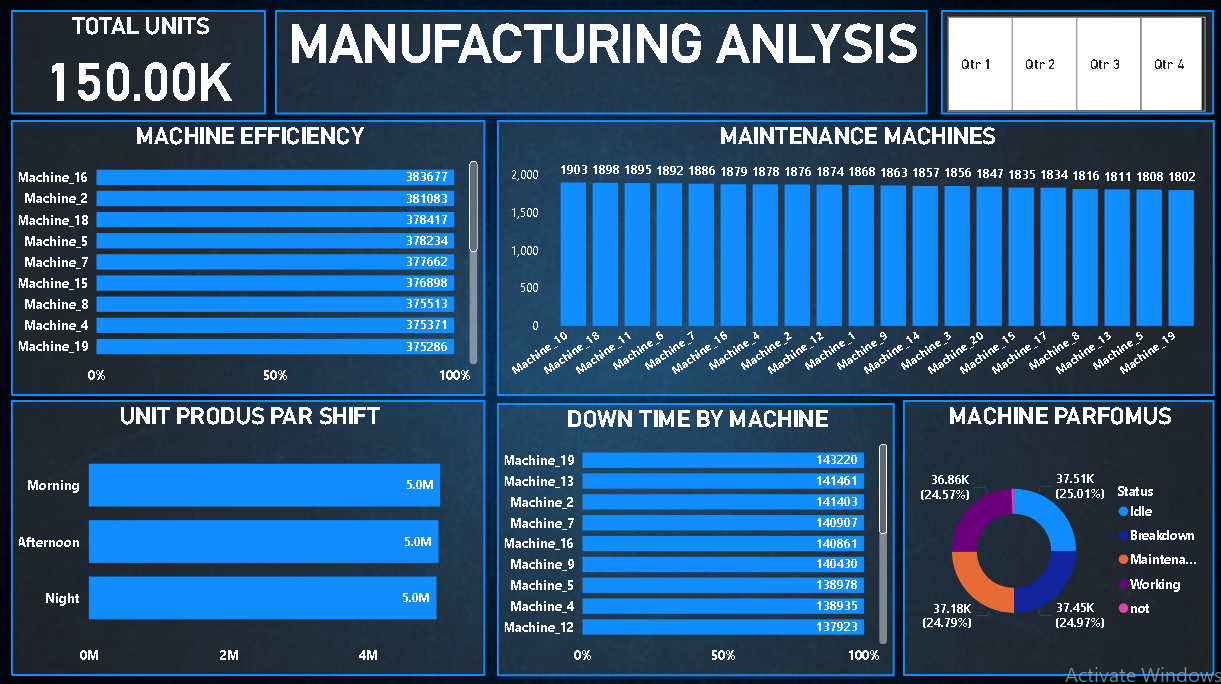 TOTAL UNITS
150.00K
MANUFACTURING ANLYSIS
Qtr 1
Qtr 2
Qtr 3
Qtr 4
MACHINE EFFICIENCY
Machine_16 383677
Machine_2 381083
Machine_18 378417
Machine_5 378234
Machine_7 377662
Machine_15 376898
Machine_8 375513
Machine_4 375371
Machine_19 375286
0% 50% 100%
MAINTENANCE MACHINES
1903 1898 1895 1892 1886 1879 1878 1876 1874 1868 1863 1857 1856 1847 1835 1834 1816 1811 1808 1802
2,000
1,500
1,000
500
0
Machine_10 Machine_18 Machine_11 Machine_6 Machine_7 Machine_16 Machine_4 Machine_2 Machine_12 Machine_1 Machine_9 Machine_14 Machine_3 Machine_20 Machine_15 Machine_17 Machine_8 Machine_13 Machine_5 Machine_19
UNIT PRODUS PAR SHIFT
Morning 5.0M
Afternoon 5.0M
Night 5.0M
0M 2M 4M
DOWN TIME BY MACHINE
Machine_19 143220
Machine_13 141461
Machine_2 141403
Machine_7 140907
Machine_16 140861
Machine_9 140430
Machine_5 138978
Machine_4 138935
Machine_12 137923
0% 50% 100%
MACHINE PARFOMUS
36.86K
(24.57%)
37.51K
(25.01%)
37.18K
(24.79%)
37.45K
(24.97%)
Status
Idle
Breakdown
Maintena...
Working
not
Activate Windows